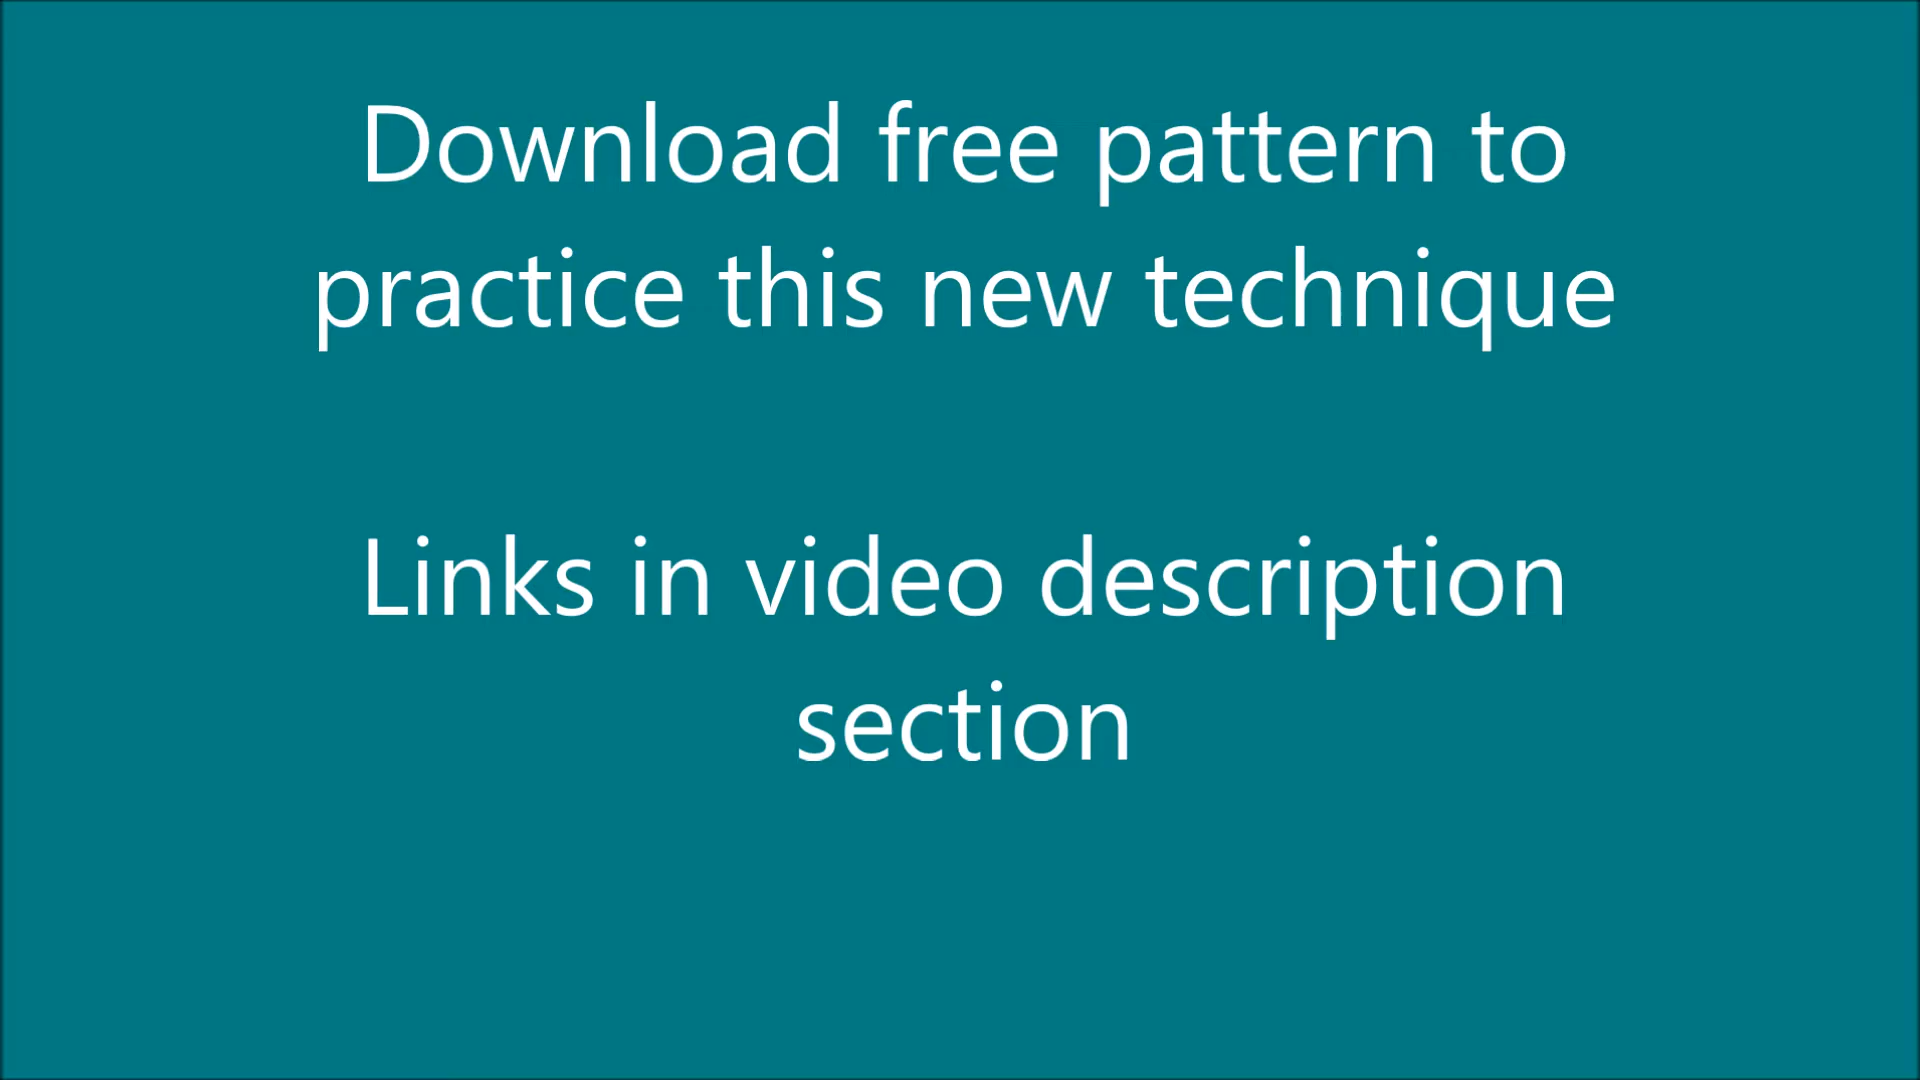 Download free pattern to
practice this new technique
Links in video description
section